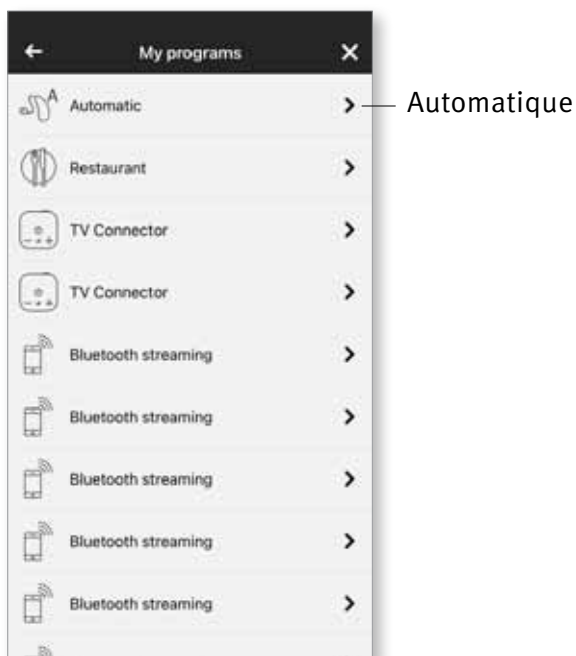 My programs
A Automatic
Automatique
Restaurant
TV Connector
TV Connector
Bluetooth streaming
Bluetooth streaming
Bluetooth streaming
Bluetooth streaming
Bluetooth streaming